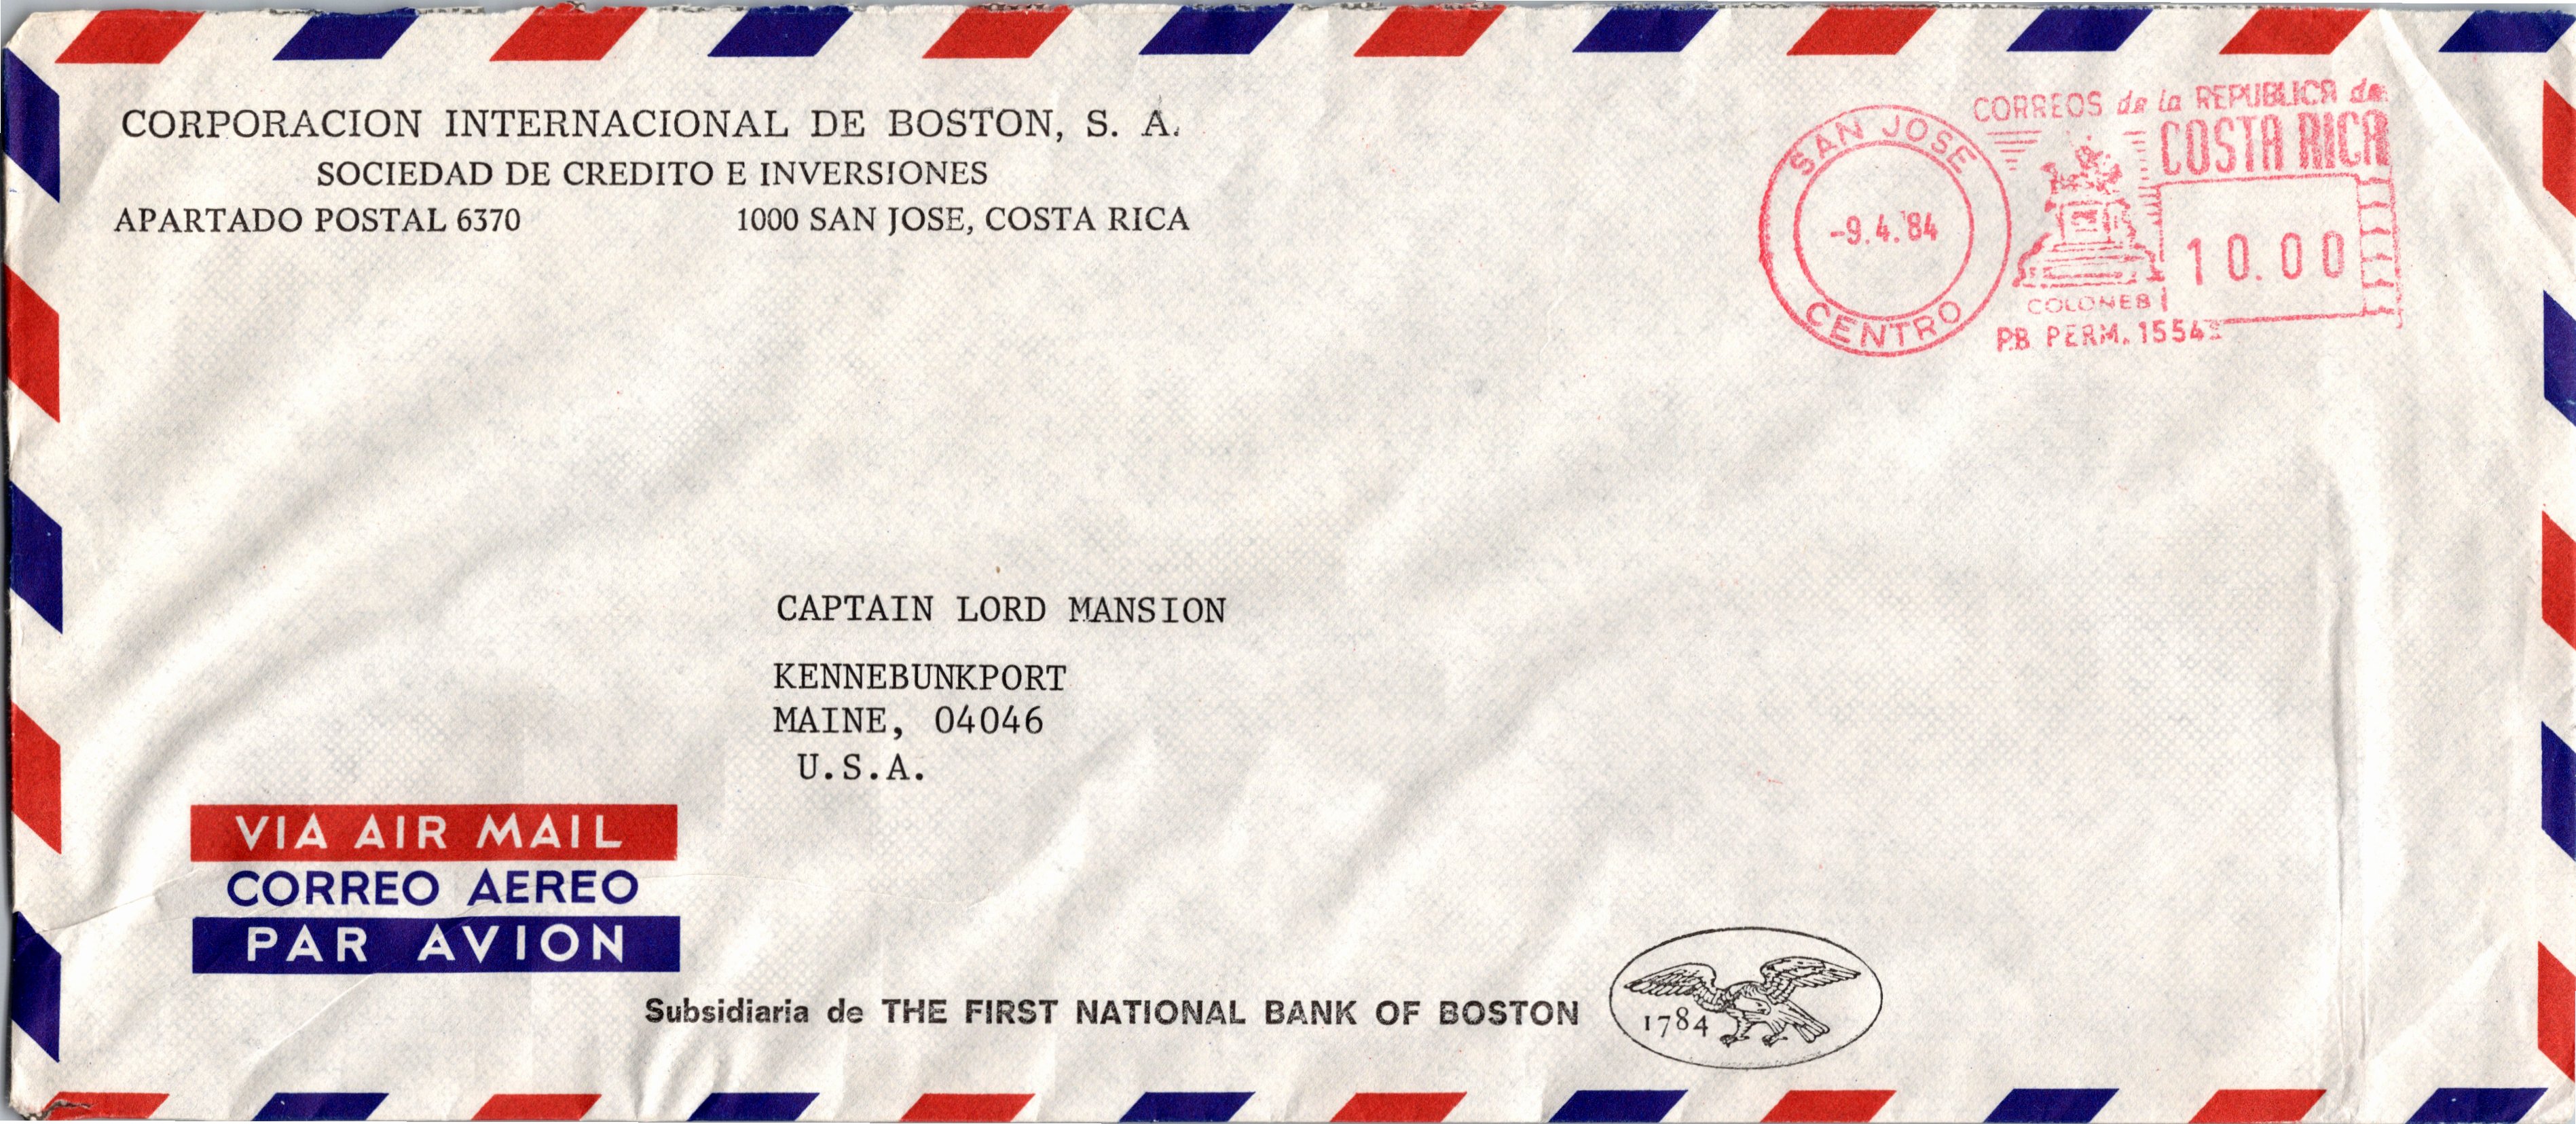 CORPORACION INTERNACIONAL DE BOSTON, S. A.
SOCIEDAD DE CREDITO E INVERSIONES
APARTADO POSTAL 6370 1000 SAN JOSE, COSTA RICA
SAN JOSE
-9.4.'84
CENTRO
CORREOS de la REPUBLICA de
COSTA RICA
10.00
COLONES
P.B. PERM. 15543
CAPTAIN LORD MANSION
KENNEBUNKPORT
MAINE, 04046
U.S.A.
VIA AIR MAIL
CORREO AEREO
PAR AVION
Subsidiaria de THE FIRST NATIONAL BANK OF BOSTON
1784